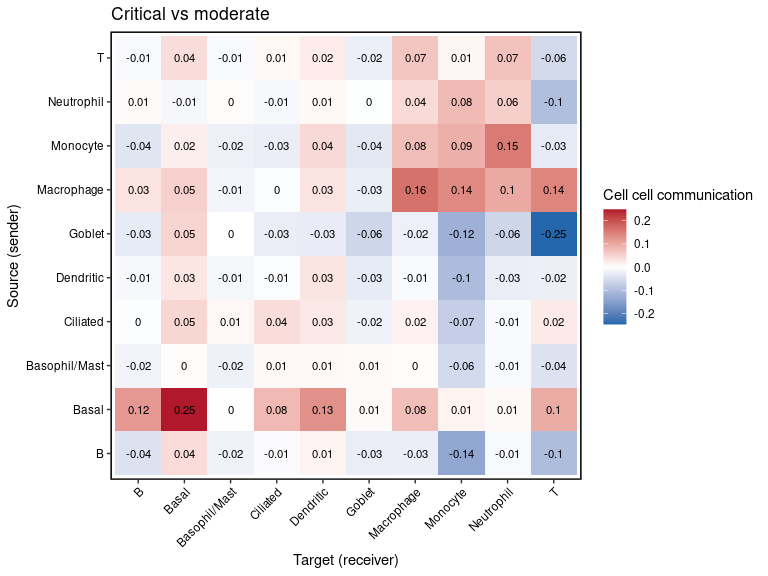 Critical vs moderate
T -0.01 0.04 -0.01 0.01 0.02 -0.02 0.07 0.01 0.07 -0.06
Neutrophil 0.01 -0.01 0 -0.01 0.01 0 0.04 0.08 0.06 -0.1
Monocyte -0.04 0.02 -0.02 -0.03 0.04 -0.04 0.08 0.09 0.15 -0.03
Macrophage 0.03 0.05 -0.01 0 0.03 -0.03 0.16 0.14 0.1 0.14
Goblet -0.03 0.05 0 -0.03 -0.03 -0.06 -0.02 -0.12 -0.06 -0.25
Dendritic -0.01 0.03 -0.01 -0.01 0.03 -0.03 -0.01 -0.1 -0.03 -0.02
Ciliated 0 0.05 0.01 0.04 0.03 -0.02 0.02 -0.07 -0.01 0.02
Basophil/Mast -0.02 0 -0.02 0.01 0.01 0.01 0 -0.06 -0.01 -0.04
Basal 0.12 0.25 0 0.08 0.13 0.01 0.08 0.01 0.01 0.1
B -0.04 0.04 -0.02 -0.01 0.01 -0.03 -0.03 -0.14 -0.01 -0.1
B Basal Basophil/Mast Ciliated Dendritic Goblet Macrophage Monocyte Neutrophil T
Target (receiver)
Source (sender)
Cell cell communication
0.2
0.1
0.0
-0.1
-0.2